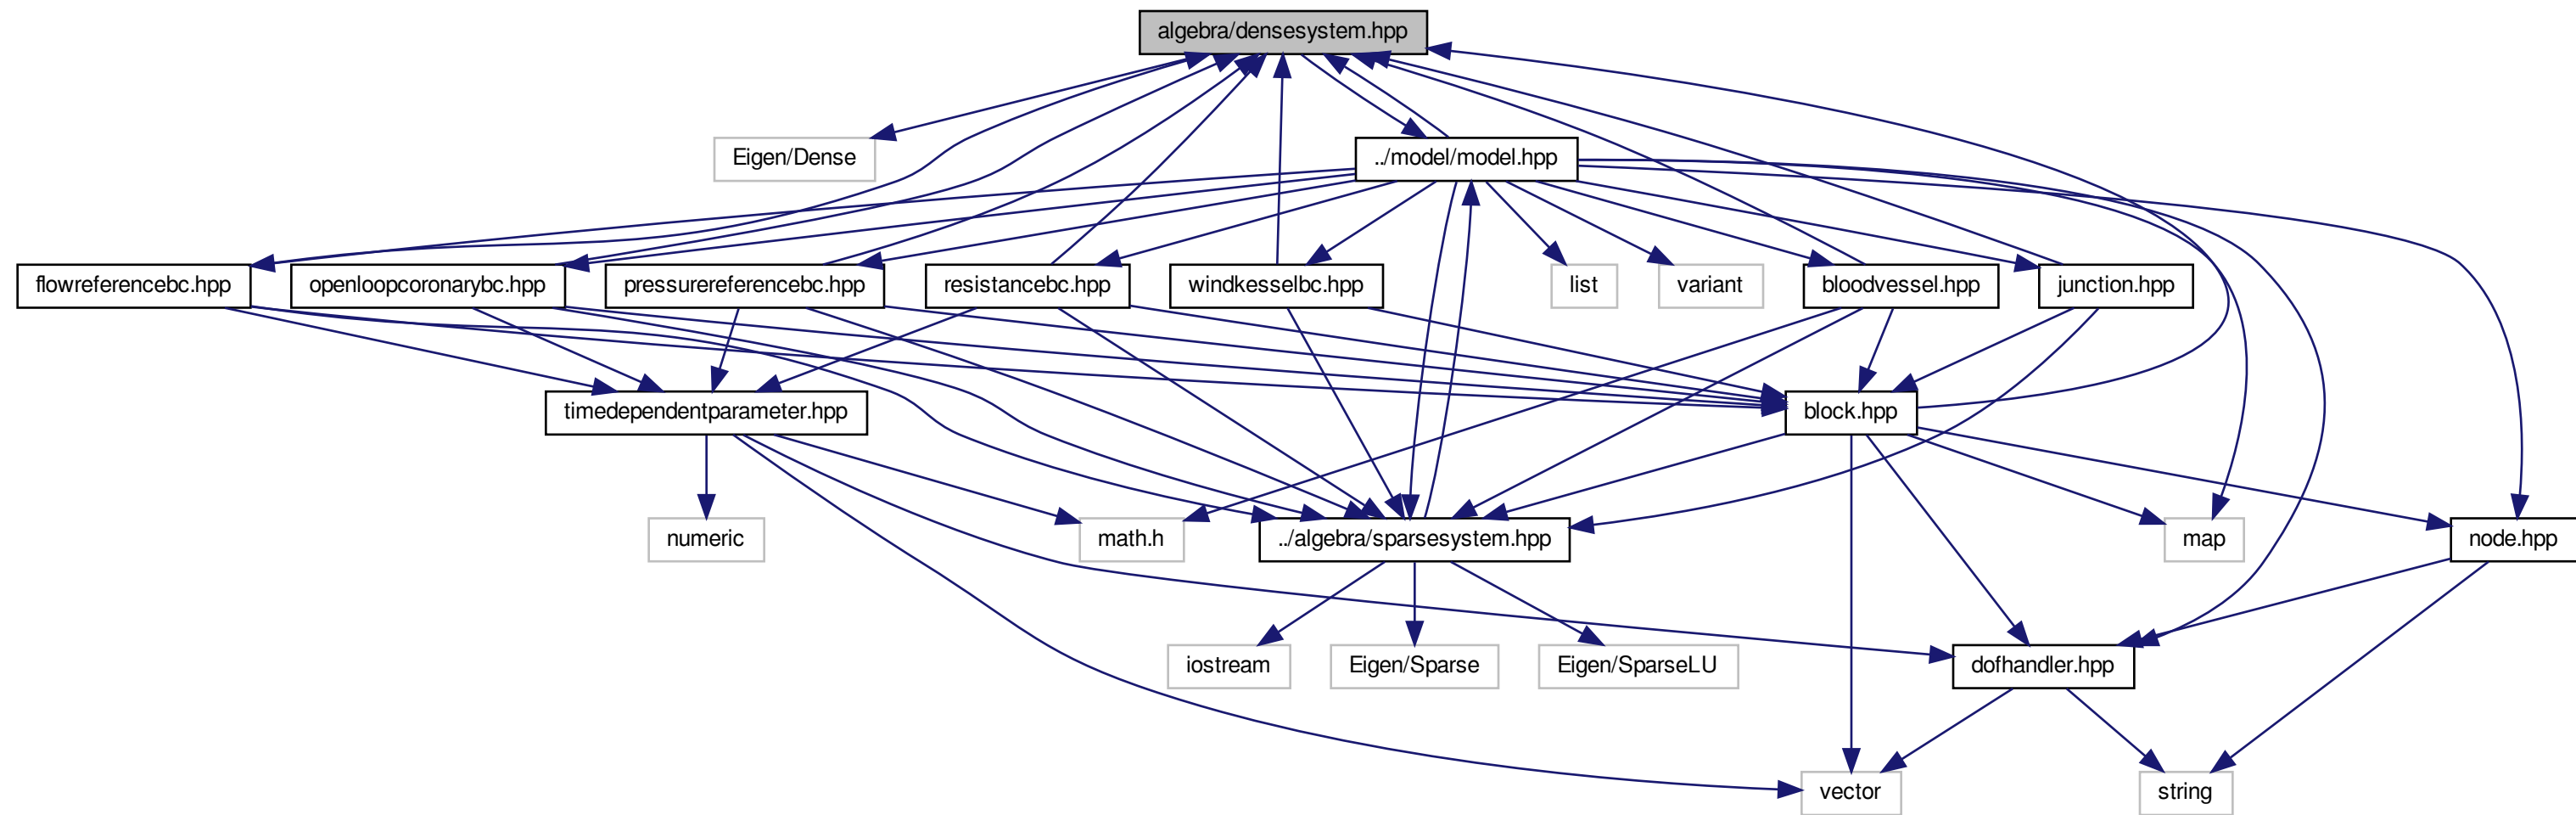 algebra/densesystem.hpp
Eigen/Dense
../model/model.hpp
flowreferencebc.hpp
openloopcoronarybc.hpp
pressurereferencebc.hpp
resistancebc.hpp
windkesselbc.hpp
list
variant
bloodvessel.hpp
junction.hpp
timedependentparameter.hpp
block.hpp
numeric
math.h
../algebra/sparsesystem.hpp
map
node.hpp
iostream
Eigen/Sparse
Eigen/SparseLU
dofhandler.hpp
vector
string